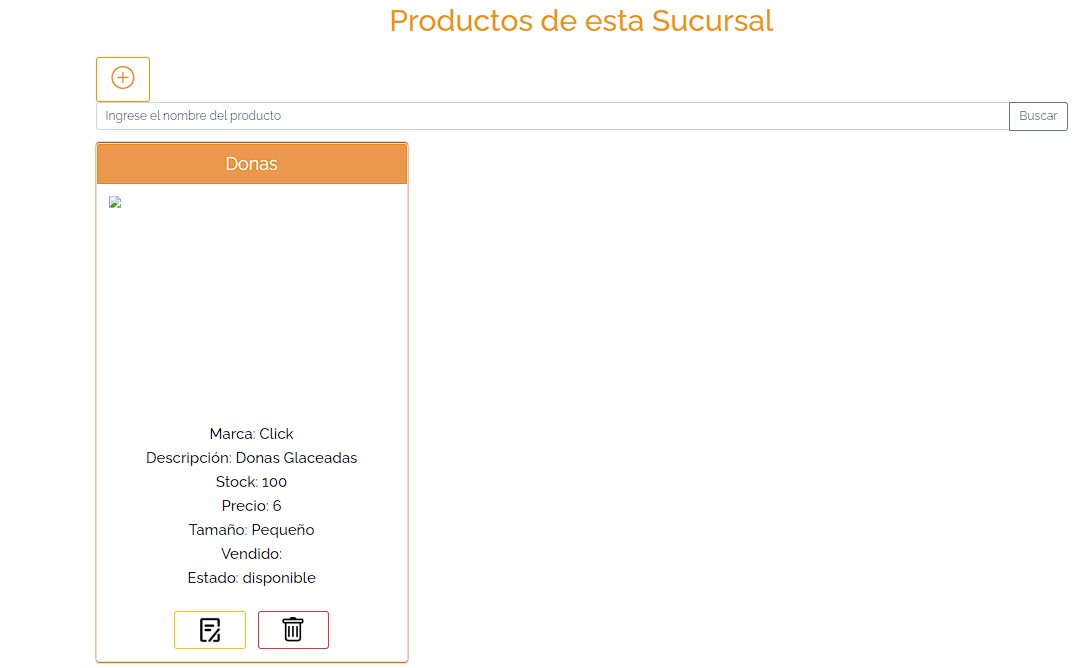 Productos de esta Sucursal
Ingrese el nombre del producto
Buscar
Donas
Marca: Click
Descripción: Donas Glaceadas
Stock: 100
Precio: 6
Tamaño: Pequeño
Vendido:
Estado: disponible